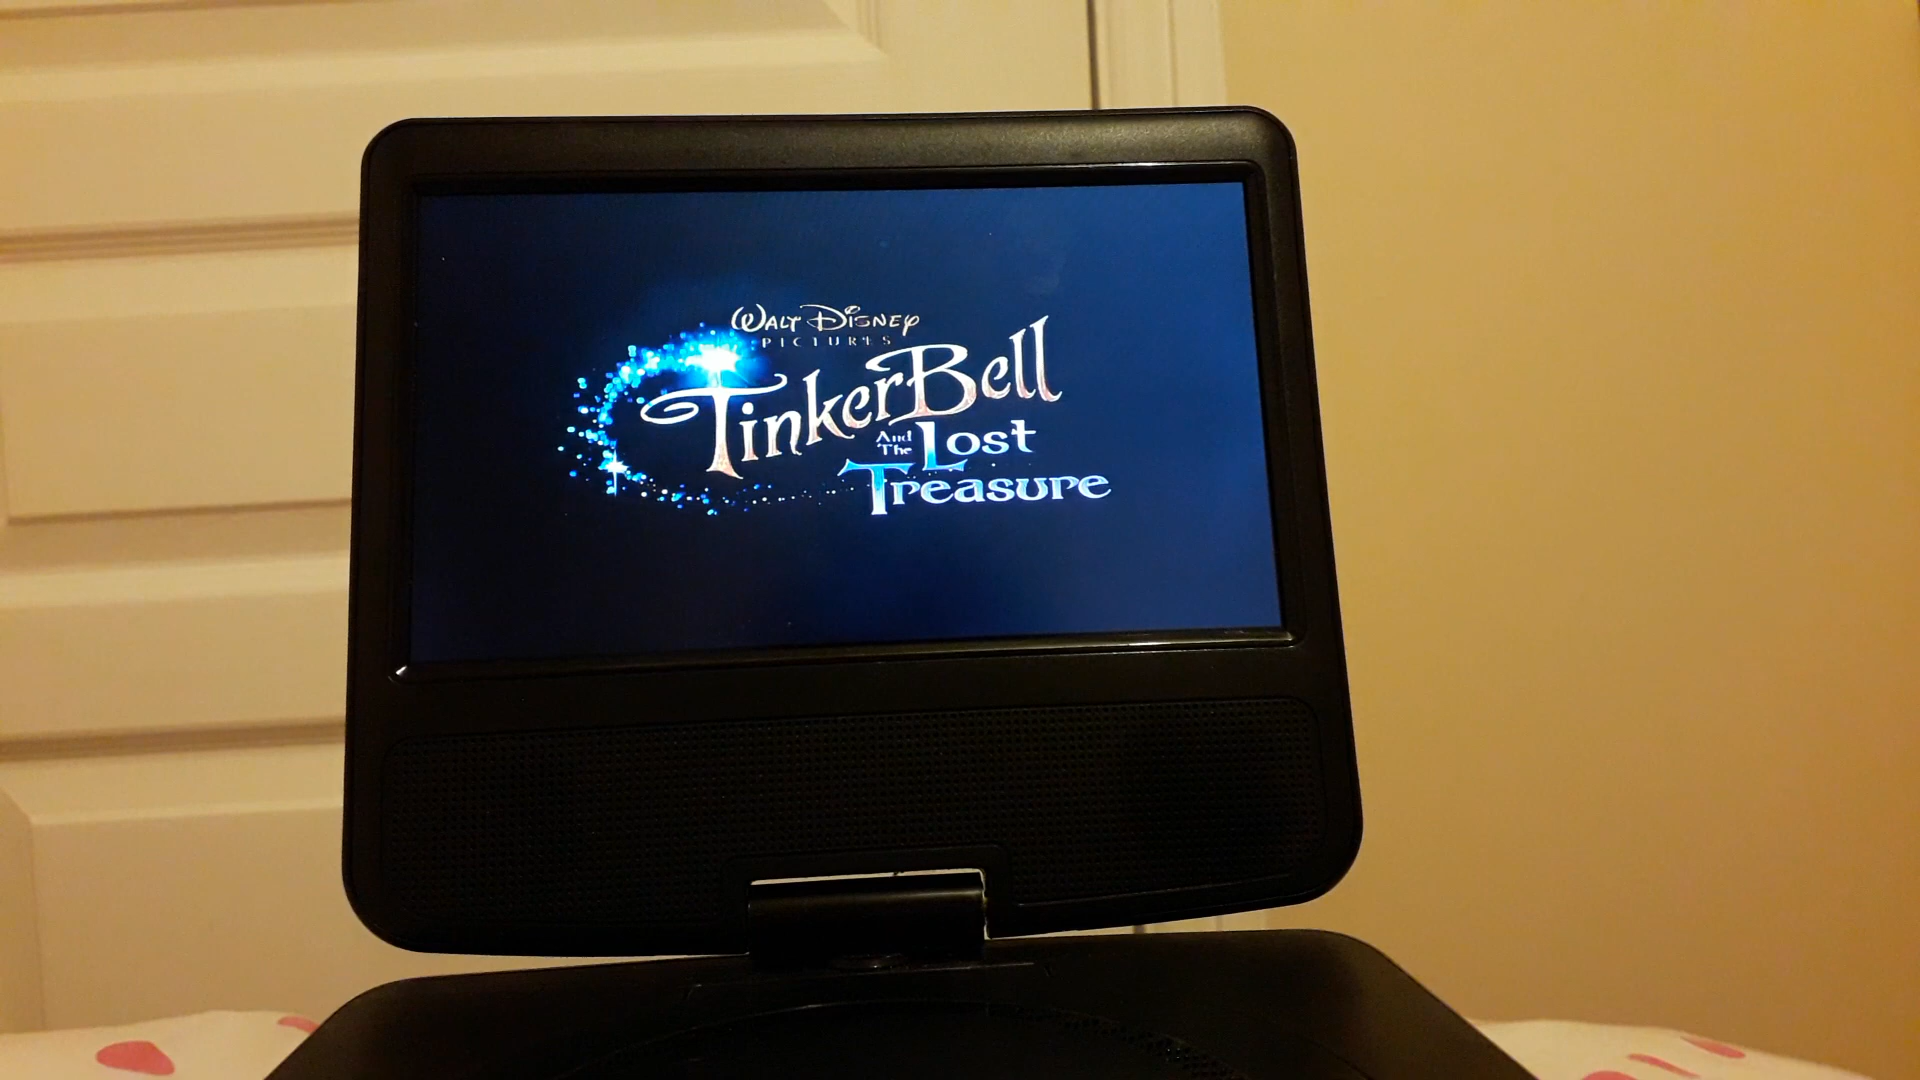 Walt Disney
PICTURES
TinkerBell
And The Lost
Treasure